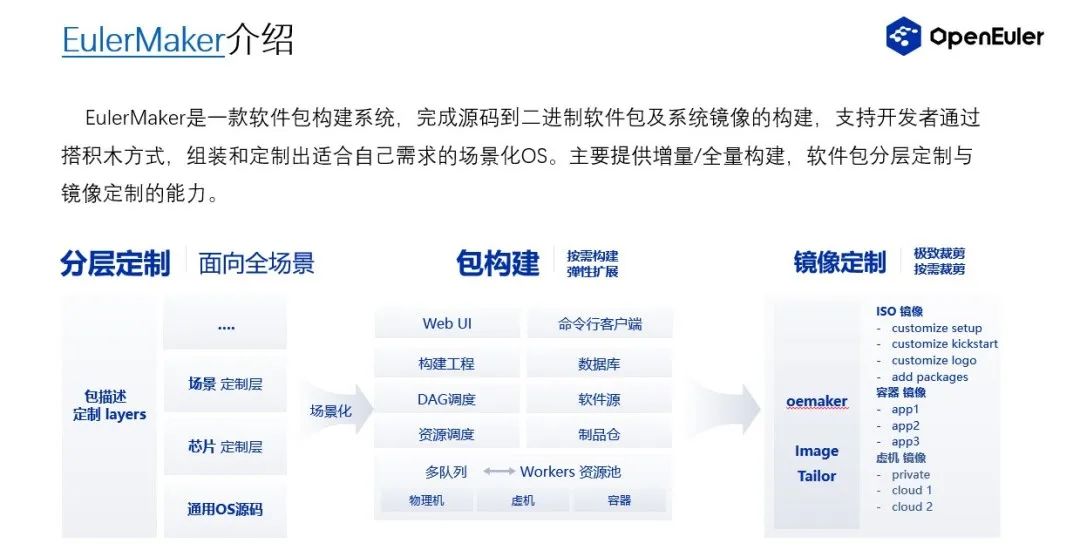 EulerMaker介绍
OpenEuler
EulerMaker是一款软件包构建系统，完成源码到二进制软件包及系统镜像的构建，支持开发者通过
搭积木方式，组装和定制出适合自己需求的场景化OS。主要提供增量/全量构建，软件包分层定制与
镜像定制的能力。
分层定制 面向全场景
包描述
定制 layers
....
场景 定制层
芯片 定制层
通用OS源码
场景化
包构建
按需构建
弹性扩展
Web UI 命令行客户端
构建工程 数据库
DAG调度 软件源
资源调度 制品仓
多队列 Workers 资源池
物理机 虚机 容器
镜像定制
极致裁剪
按需裁剪
oemaker
Image
Tailor
ISO 镜像
- customize setup
- customize kickstart
- customize logo
- add packages
容器 镜像
- app1
- app2
- app3
虚机 镜像
- private
- cloud 1
- cloud 2